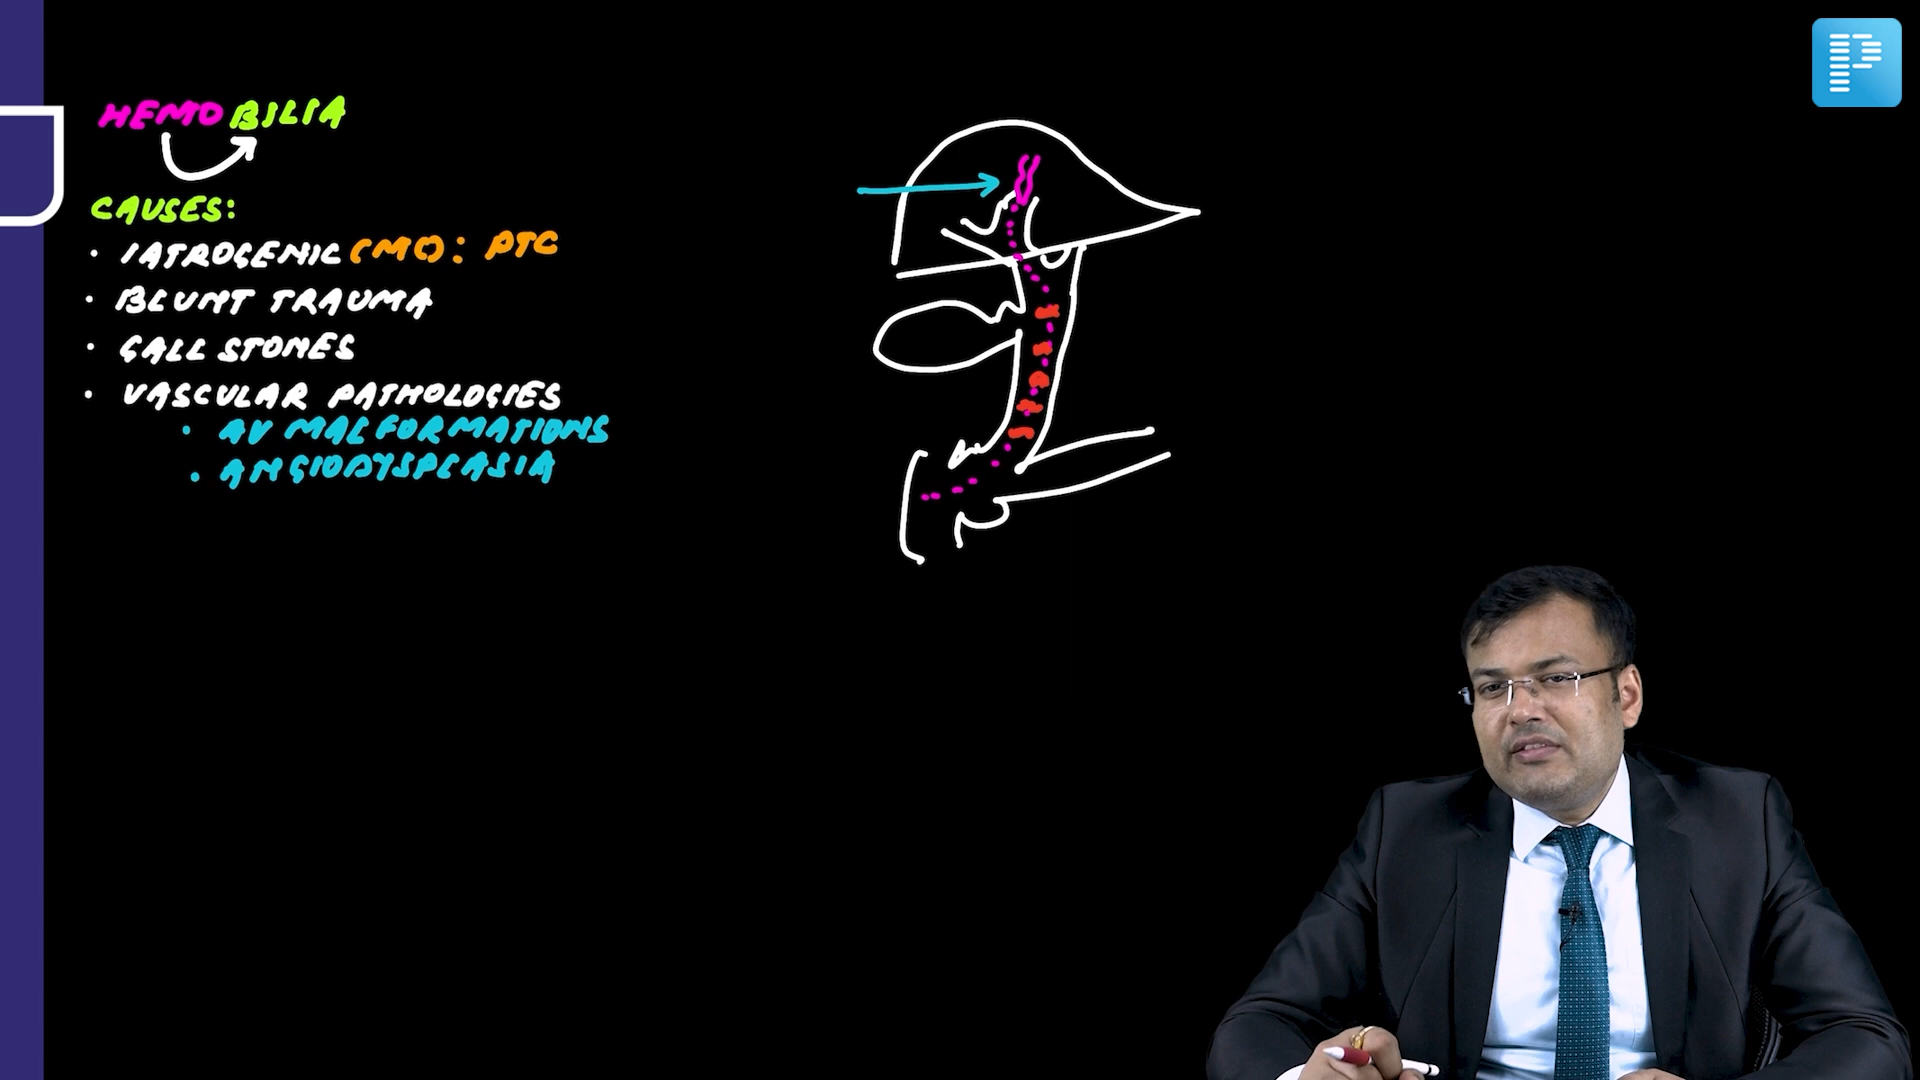 HEMOBILIA
CAUSES:
· IATROGENIC (MC): PTC
· BLUNT TRAUMA
· GALL STONES
· VASCULAR PATHOLOGIES
· AV MALFORMATIONS
· ANGIODYSPLASIA
P